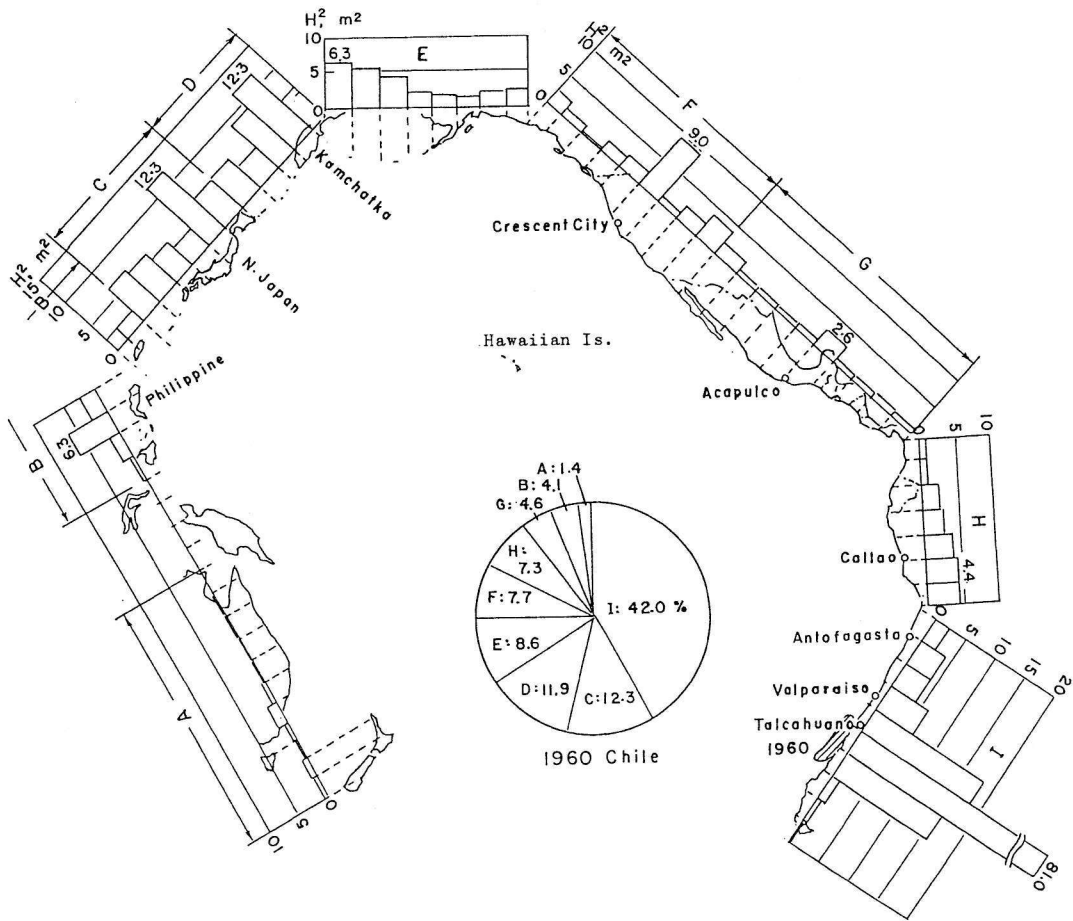 H², m²
10
5
0
6.3
E
H²
m²
10
5
0
F
9.0
G
2.6
0
D
12.3
C
12.3
H²
m²
15
10
5
0
B
Kamchatka
N. Japan
Philippine
Crescent City
Hawaiian Is.
Acapulco
B
6.3
A
10
5
0
0
5
10
H
4.4
Callao
Antofagasta
Valparaiso
Talcahuano
1960
0
5
10
15
20
I
81.0
A: 1.4
B: 4.1
G: 4.6
H:
7.3
F: 7.7
E: 8.6
D: 11.9
C: 12.3
I: 42.0 %
1960 Chile